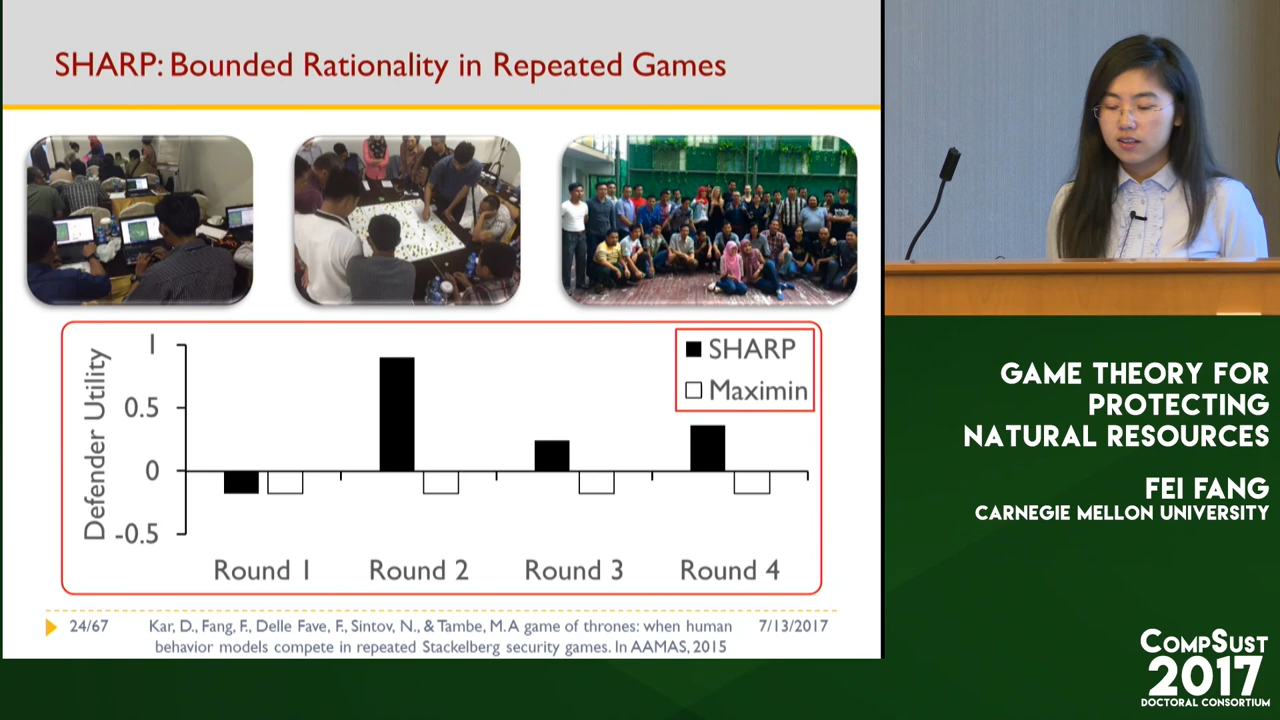 SHARP: Bounded Rationality in Repeated Games
Defender Utility
1
0.5
0
-0.5
SHARP
Maximin
Round 1
Round 2
Round 3
Round 4
24/67
Kar, D., Fang, F., Delle Fave, F., Sintov, N., & Tambe, M. A game of thrones: when human
behavior models compete in repeated Stackelberg security games. In AAMAS, 2015
7/13/2017
GAME THEORY FOR
PROTECTING
NATURAL RESOURCES
FEI FANG
CARNEGIE MELLON UNIVERSITY
COMPSUST
2017
DOCTORAL CONSORTIUM